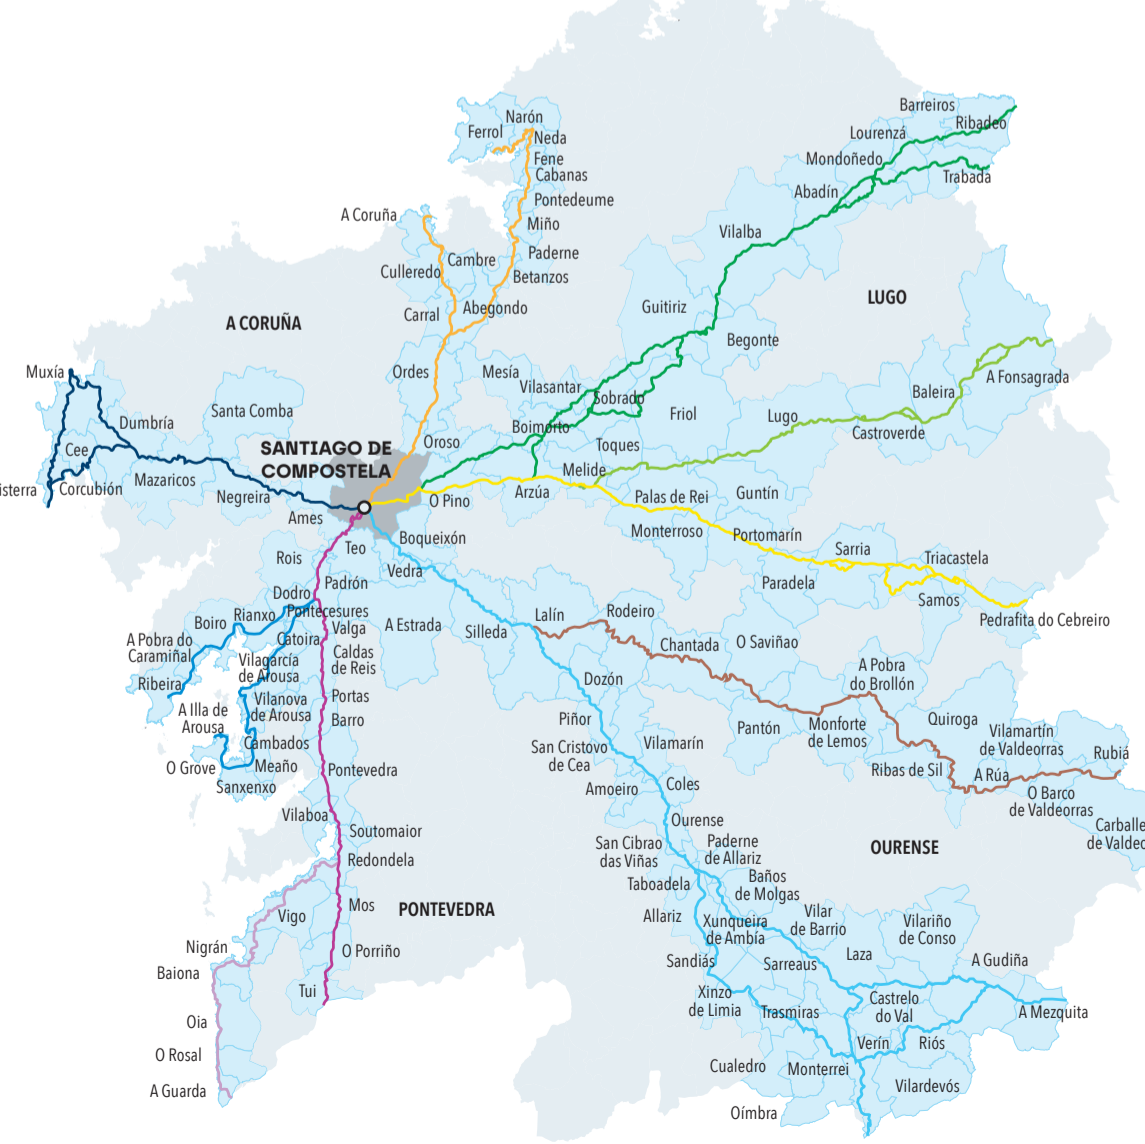 Barreiros
Narón
Ribadeo
Ferrol
Neda
Lourenzá
Fene
Mondoñedo
Cabanas
Trabada
Abadín
Pontedeume
A Coruña
Miño
Vilalba
Paderne
Cambre
Culleredo
Betanzos
LUGO
Guitiriz
Abegondo
Carral
A CORUÑA
Begonte
Muxía
Ordes
Mesía
A Fonsagrada
Vilasantar
Baleira
Sobrado
Santa Comba
Friol
Lugo
Dumbría
Boimorto
Castroverde
Oroso
Toques
SANTIAGO DE
COMPOSTELA
Cee
Melide
Mazaricos
isterra
Corcubión
Arzúa
Guntín
Negreira
O Pino
Palas de Rei
Ames
Monterroso
Portomarín
Boqueixón
Teo
Sarria
Rois
Triacastela
Vedra
Padrón
Paradela
Dodro
Samos
Pontecesures
Rodeiro
Rianxo
Lalín
Boiro
Pedrafita do Cebreiro
Valga
A Estrada
Silleda
A Pobra do
Caramiñal
Catoira
Chantada
O Saviñao
Caldas
de Reis
Vilagarcía
de Arousa
A Pobra
do Brollón
Ribeira
Dozón
Portas
Vilanova
de Arousa
A Illa de
Arousa
Barro
Piñor
Quiroga
Pantón
Monforte
de Lemos
Vilamartín
de Valdeorras
Cambados
Vilamarín
San Cristovo
de Cea
Rubiá
O Grove
Meaño
Pontevedra
Ribas de Sil
A Rúa
Sanxenxo
Coles
Amoeiro
O Barco
de Valdeorras
Vilaboa
Ourense
Carballe
de Valdeo
Soutomaior
San Cibrao
das Viñas
Paderne
de Allariz
OURENSE
Redondela
Taboadela
Baños
de Molgas
Mos
PONTEVEDRA
Vigo
Allariz
Xunqueira
de Ambía
Vilar
de Barrio
Vilariño
de Conso
Nigrán
O Porriño
Laza
Sandiás
Sarreaus
A Gudiña
Baiona
Tui
Xinzo
de Limia
Castrelo
do Val
Trasmiras
A Mezquita
Oia
Verín
Riós
O Rosal
Cualedro
Monterrei
A Guarda
Vilardevós
Oímbra